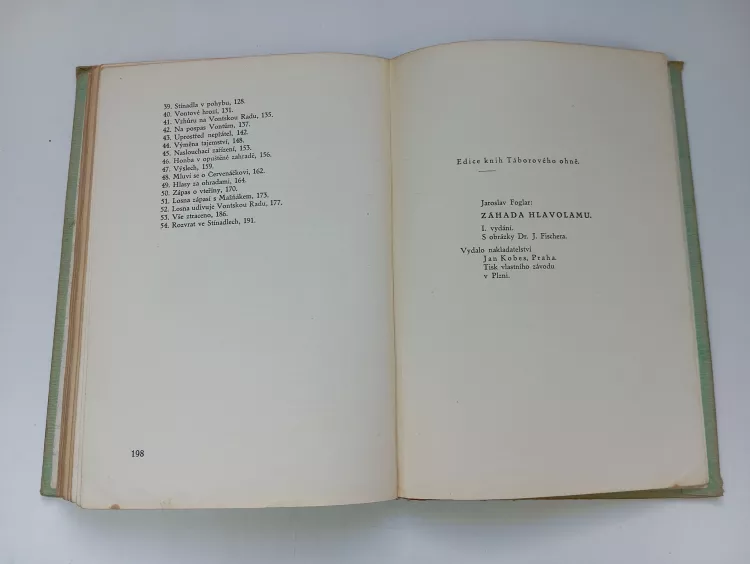 39. Stínadla v pohybu, 128.
40. Vontové hrozí, 131.
41. Vzhůru na Vontskou Radu, 135.
42. Na pospas Vontům, 137.
43. Uprostřed nepřátel, 142.
44. Výměna tajemství, 148.
45. Naslouchací zařízení, 153.
46. Honba v opuštěné zahradě, 156.
47. Výslech, 159.
48. Mluví se o Červenáčkovi, 162.
49. Hlasy za ohradami, 164.
50. Zápas o vteřiny, 170.
51. Losna zápasí s Mažňákem, 173.
52. Losna udivuje Vontskou Radu, 177.
53. Vše ztraceno, 186.
54. Rozvrat ve Stínadlech, 191.
198
Edice knih Táborového ohně.
Jaroslav Foglar:
ZÁHADA HLAVOLAMU.
I. vydání.
S obrázky Dr. J. Fischera.
Vydalo nakladatelství
Jan Kobes, Praha.
Tisk vlastního závodu
v Plzni.